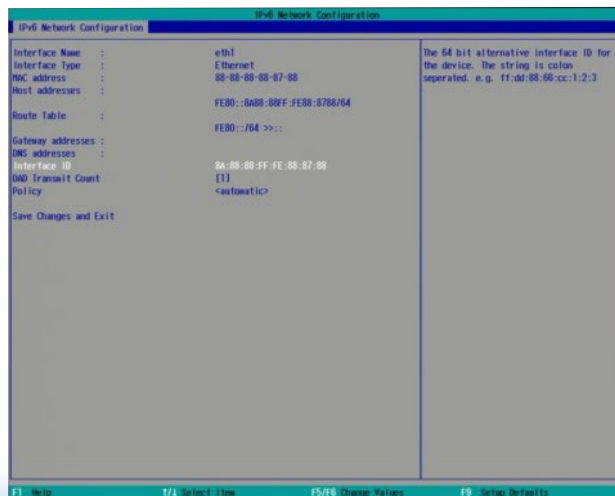 IPv6 Network Configuration
IPv6 Network Configuration
Interface Name : eth1
Interface Type : Ethernet
MAC address : 88-88-88-88-87-88
Host addresses :
FE80::8A88:88FF:FE88:8788/64
Route Table :
FE80::/64 >>::
Gateway addresses :
DNS addresses :
Interface ID 8A:88:88:FF:FE:88:87:88
DAD Transmit Count [1]
Policy <automatic>
Save Changes and Exit
The 64 bit alternative interface ID for
the device. The string is colon
seperated. e.g. ff:dd:88:66:cc:1:2:3
F1 Help ↑/↓ Select Item F5/F6 Change Values F9 Setup Defaults